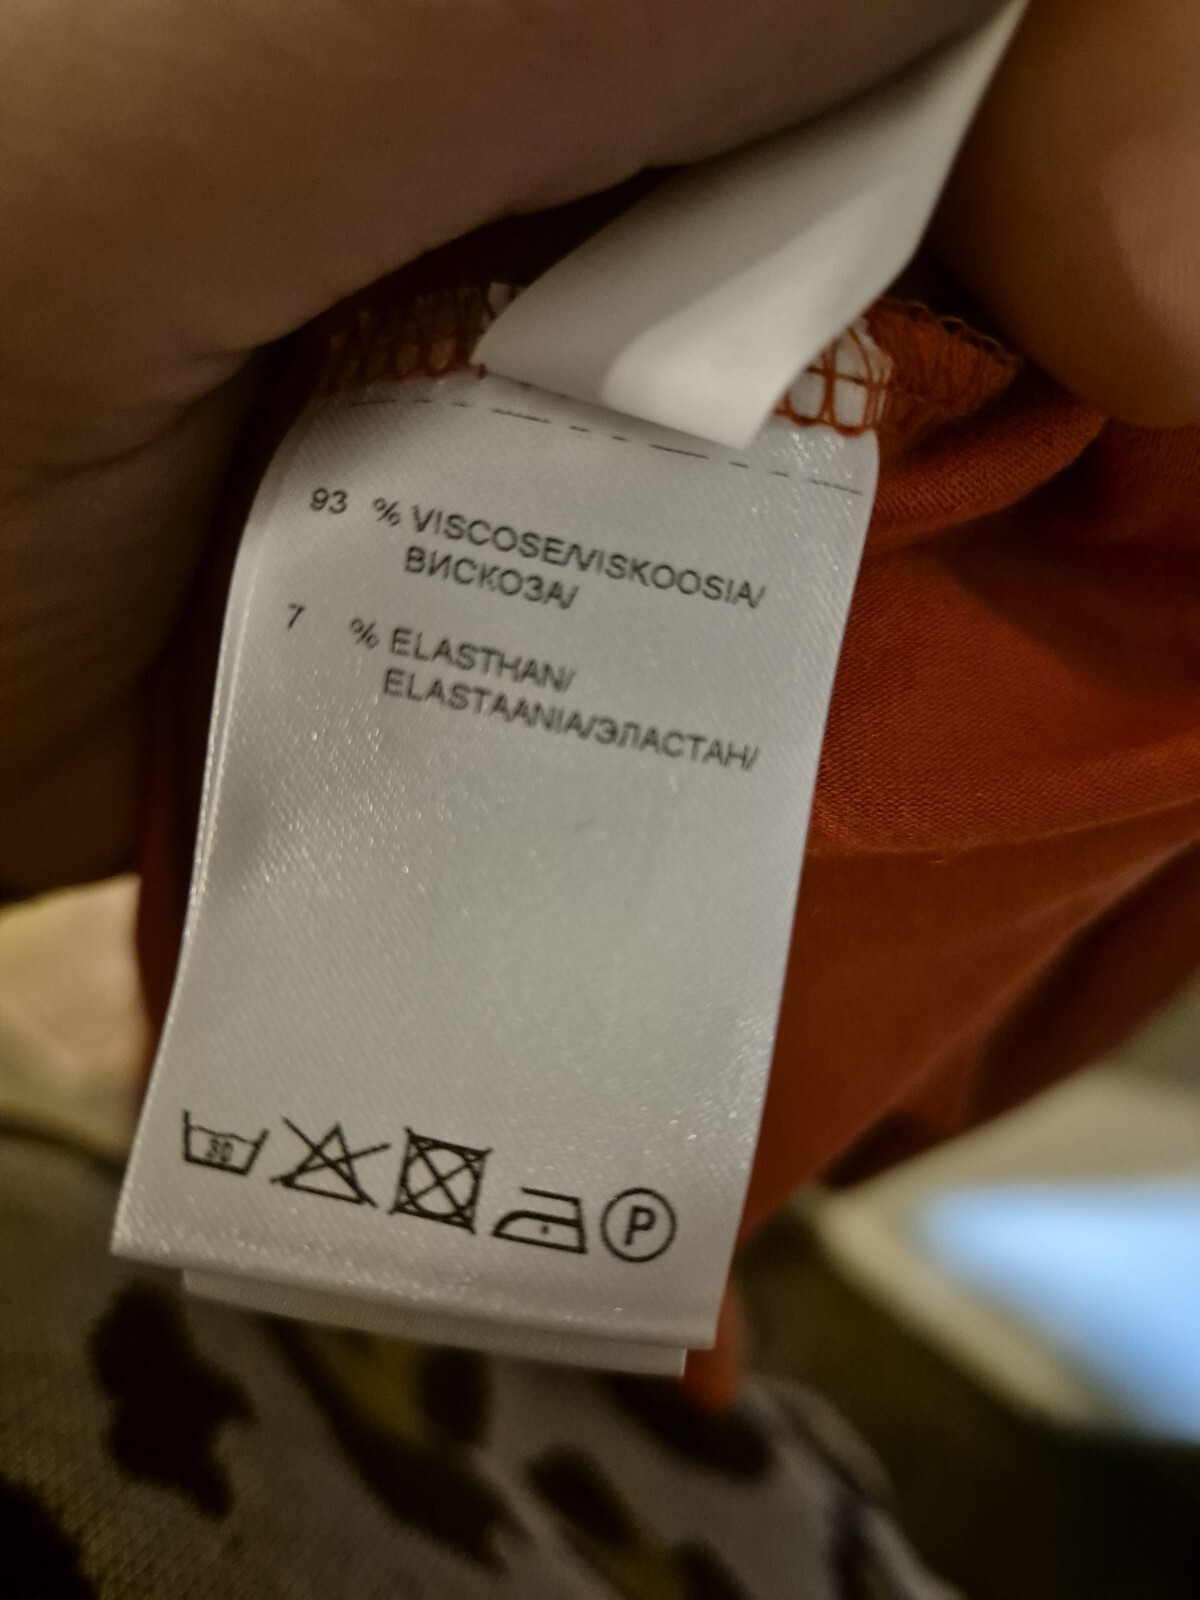 93 % VISCOSE/VISKOOSIA/
ВИСКОЗА/
7 % ELASTHAN/
ELASTAANIA/ЭЛАСТАН/
30
P